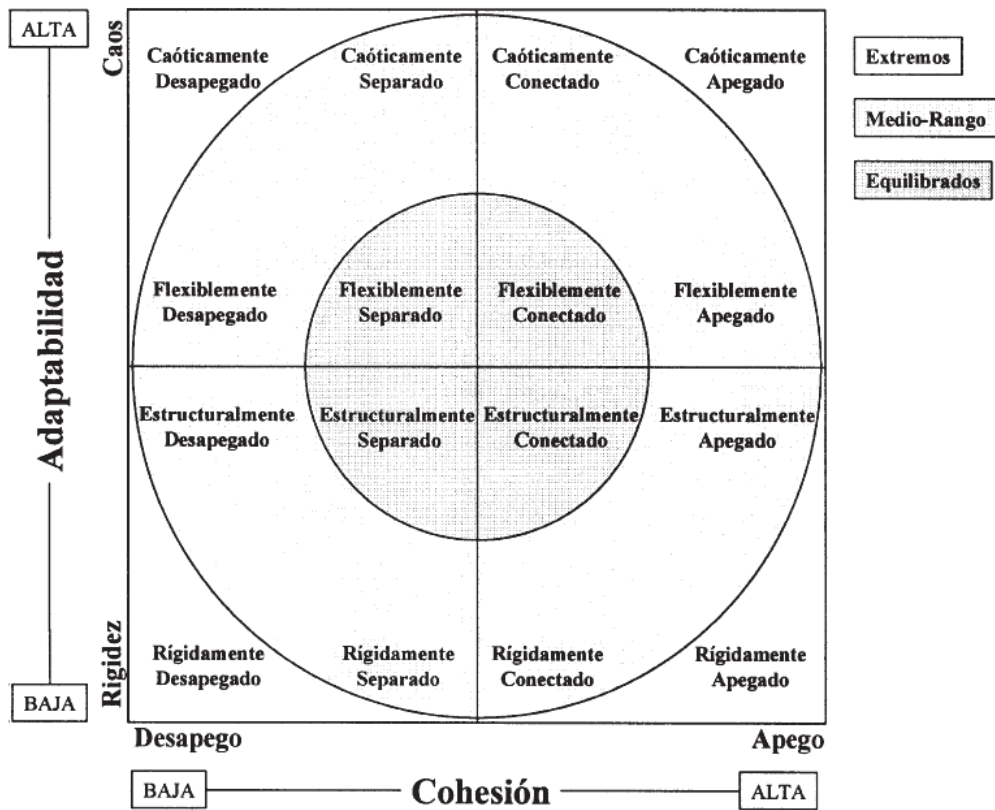 ALTA
Caos
Caóticamente
Desapegado
Caóticamente
Separado
Caóticamente
Conectado
Caóticamente
Apegado
Extremos
Medio-Rango
Equilibrados
Adaptabilidad
Flexiblemente
Desapegado
Flexiblemente
Separado
Flexiblemente
Conectado
Flexiblemente
Apegado
Estructuralmente
Desapegado
Estructuralmente
Separado
Estructuralmente
Conectado
Estructuralmente
Apegado
Rígidamente
Desapegado
Rígidamente
Separado
Rígidamente
Conectado
Rígidamente
Apegado
Rigidez
BAJA
Desapego
Apego
BAJA
Cohesión
ALTA